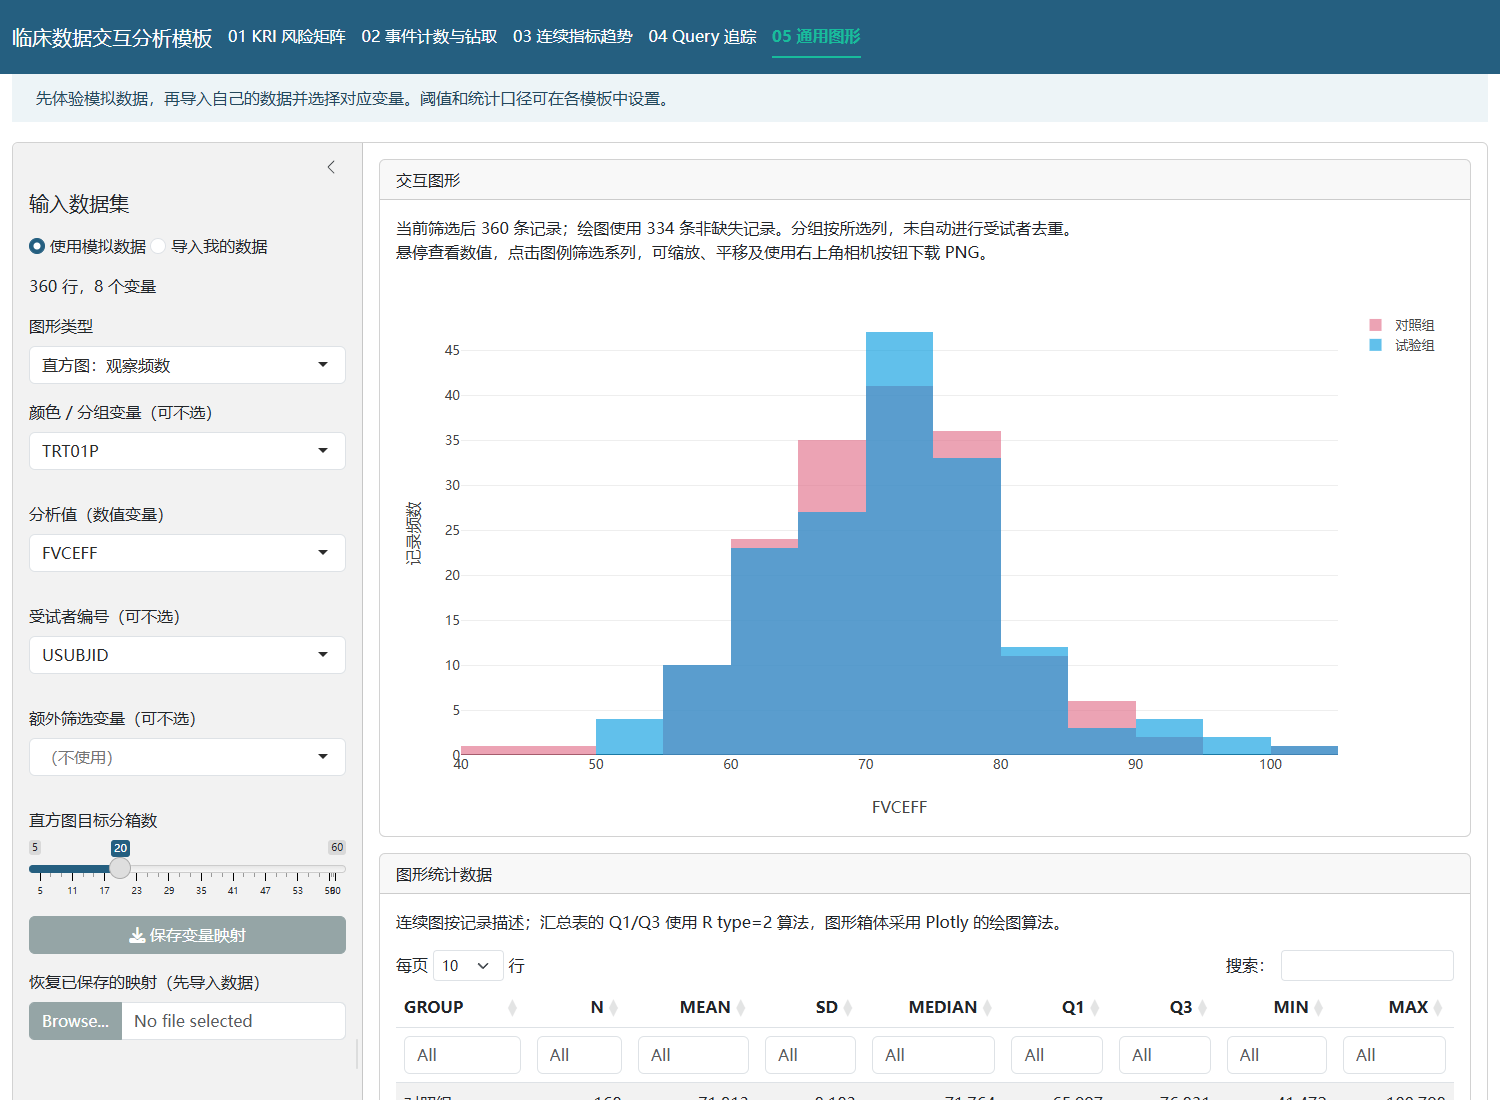 临床数据交互分析模板 01 KRI 风险矩阵 02 事件计数与钻取 03 连续指标趋势 04 Query 追踪 05 通用图形
先体验模拟数据，再导入自己的数据并选择对应变量。阈值和统计口径可在各模板中设置。
输入数据集
使用模拟数据 导入我的数据
360 行，8 个变量
图形类型
直方图：观察频数
颜色 / 分组变量（可不选）
TRT01P
分析值（数值变量）
FVCEFF
受试者编号（可不选）
USUBJID
额外筛选变量（可不选）
（不使用）
直方图目标分箱数
5 20 60
5 11 17 23 29 35 41 47 53
保存变量映射
恢复已保存的映射（先导入数据）
Browse... No file selected
交互图形
当前筛选后 360 条记录；绘图使用 334 条非缺失记录。分组按所选列，未自动进行受试者去重。
悬停查看数值，点击图例筛选系列，可缩放、平移及使用右上角相机按钮下载 PNG。
对照组
试验组
记录频数
45
40
35
30
25
20
15
10
5
0
40 50 60 70 80 90 100
FVCEFF
图形统计数据
连续图按记录描述；汇总表的 Q1/Q3 使用 R type=2 算法，图形箱体采用 Plotly 的绘图算法。
每页 10 行 搜索：
GROUP N MEAN SD MEDIAN Q1 Q3 MIN MAX
All All All All All All All All All